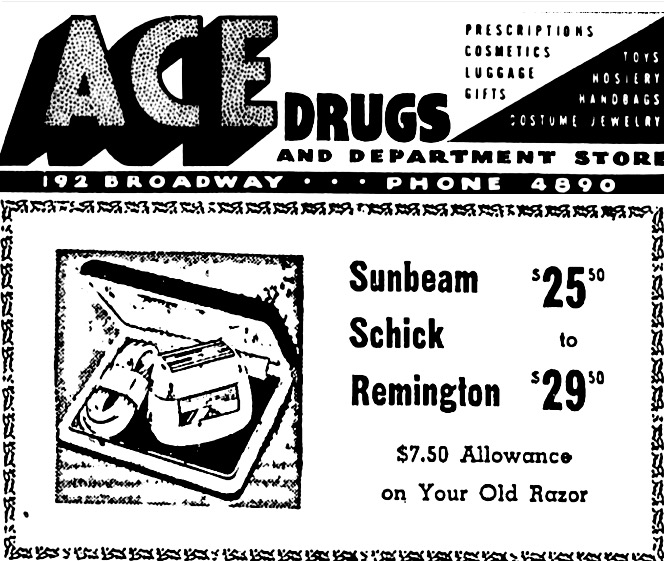 ACE
DRUGS
AND DEPARTMENT STORE
PRESCRIPTIONS
COSMETICS
LUGGAGE
GIFTS
TOYS
HOSIERY
HANDBAGS
COSTUME JEWELRY
192 BROADWAY · · · PHONE 4890
Sunbeam $25 50
Schick to
Remington $29 50
$7.50 Allowance
on Your Old Razor